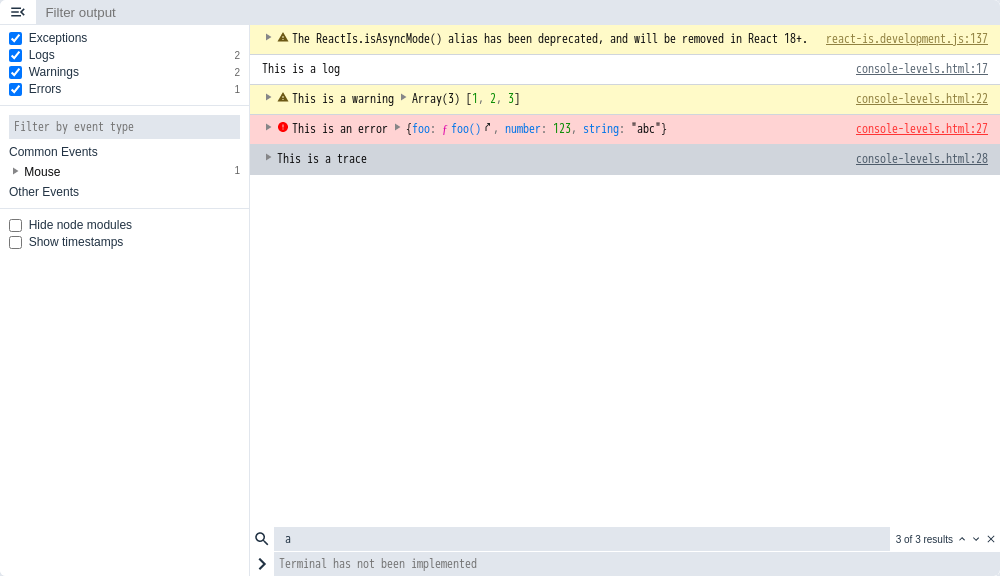 Filter output
Exceptions
Logs 2
Warnings 2
Errors 1
Filter by event type
Common Events
Mouse 1
Other Events
Hide node modules
Show timestamps
The ReactIs.isAsyncMode() alias has been deprecated, and will be removed in React 18+. react-is.development.js:137
This is a log console-levels.html:17
This is a warning Array(3) [1, 2, 3] console-levels.html:22
This is an error {foo: ƒ foo() , number: 123, string: "abc"} console-levels.html:27
This is a trace console-levels.html:28
a 3 of 3 results
Terminal has not been implemented